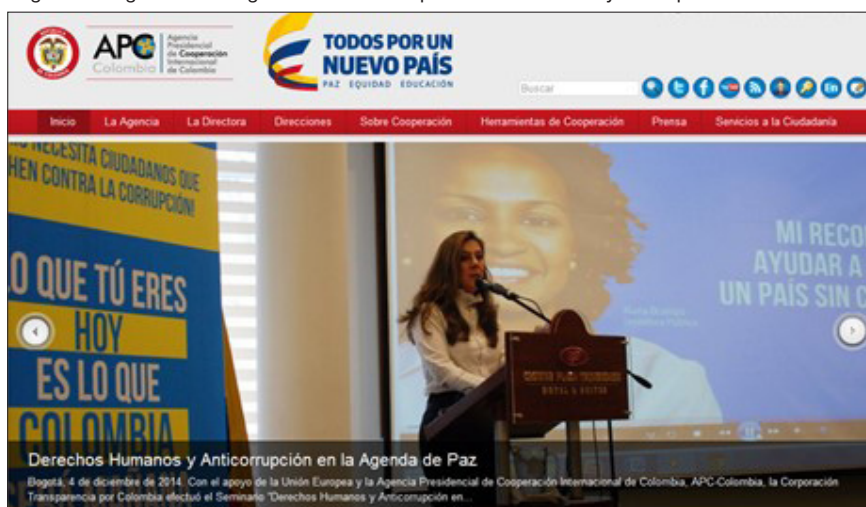 APC
Colombia
Agencia
Presidencial
de Cooperación
Internacional
de Colombia
TODOS POR UN
NUEVO PAÍS
PAZ EQUIDAD EDUCACIÓN
Buscar
En
Inicio La Agencia La Directora Direcciones Sobre Cooperación Herramientas de Cooperación Prensa Servicios a la Ciudadanía
NECESITA CIUDADANOS QUE
HEN CONTRA LA CORRUPCIÓN!
LO QUE TÚ ERES
HOY
ES LO QUE
COLOMBIA
MI RECO
AYUDAR A
UN PAÍS SIN
HOTEL & SUITES
Derechos Humanos y Anticorrupción en la Agenda de Paz
Bogotá, 4 de diciembre de 2014. Con el apoyo de la Unión Europea y la Agencia Presidencial de Cooperación Internacional de Colombia, APC-Colombia, la Corporación
Transparencia por Colombia efectuó el Seminario "Derechos Humanos y Anticorrupción en...